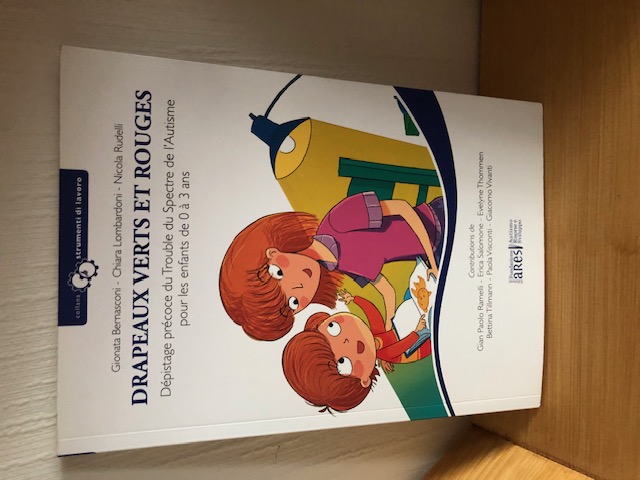 collana strumenti di lavoro
Gionata Bernasconi - Chiara Lombardoni - Nicola Rudelli
DRAPEAUX VERTS ET ROUGES
Dépistage précoce du Trouble du Spectre de l'Autisme
pour les enfants de 0 à 3 ans
Contributions de
Gian Paolo Ramelli - Erica Salomone - Evelyne Thommen
Bettina Tillmann - Paola Visconti - Giacomo Vivanti
Fondazione
ares
Autismo
Risorse e
Sviluppo